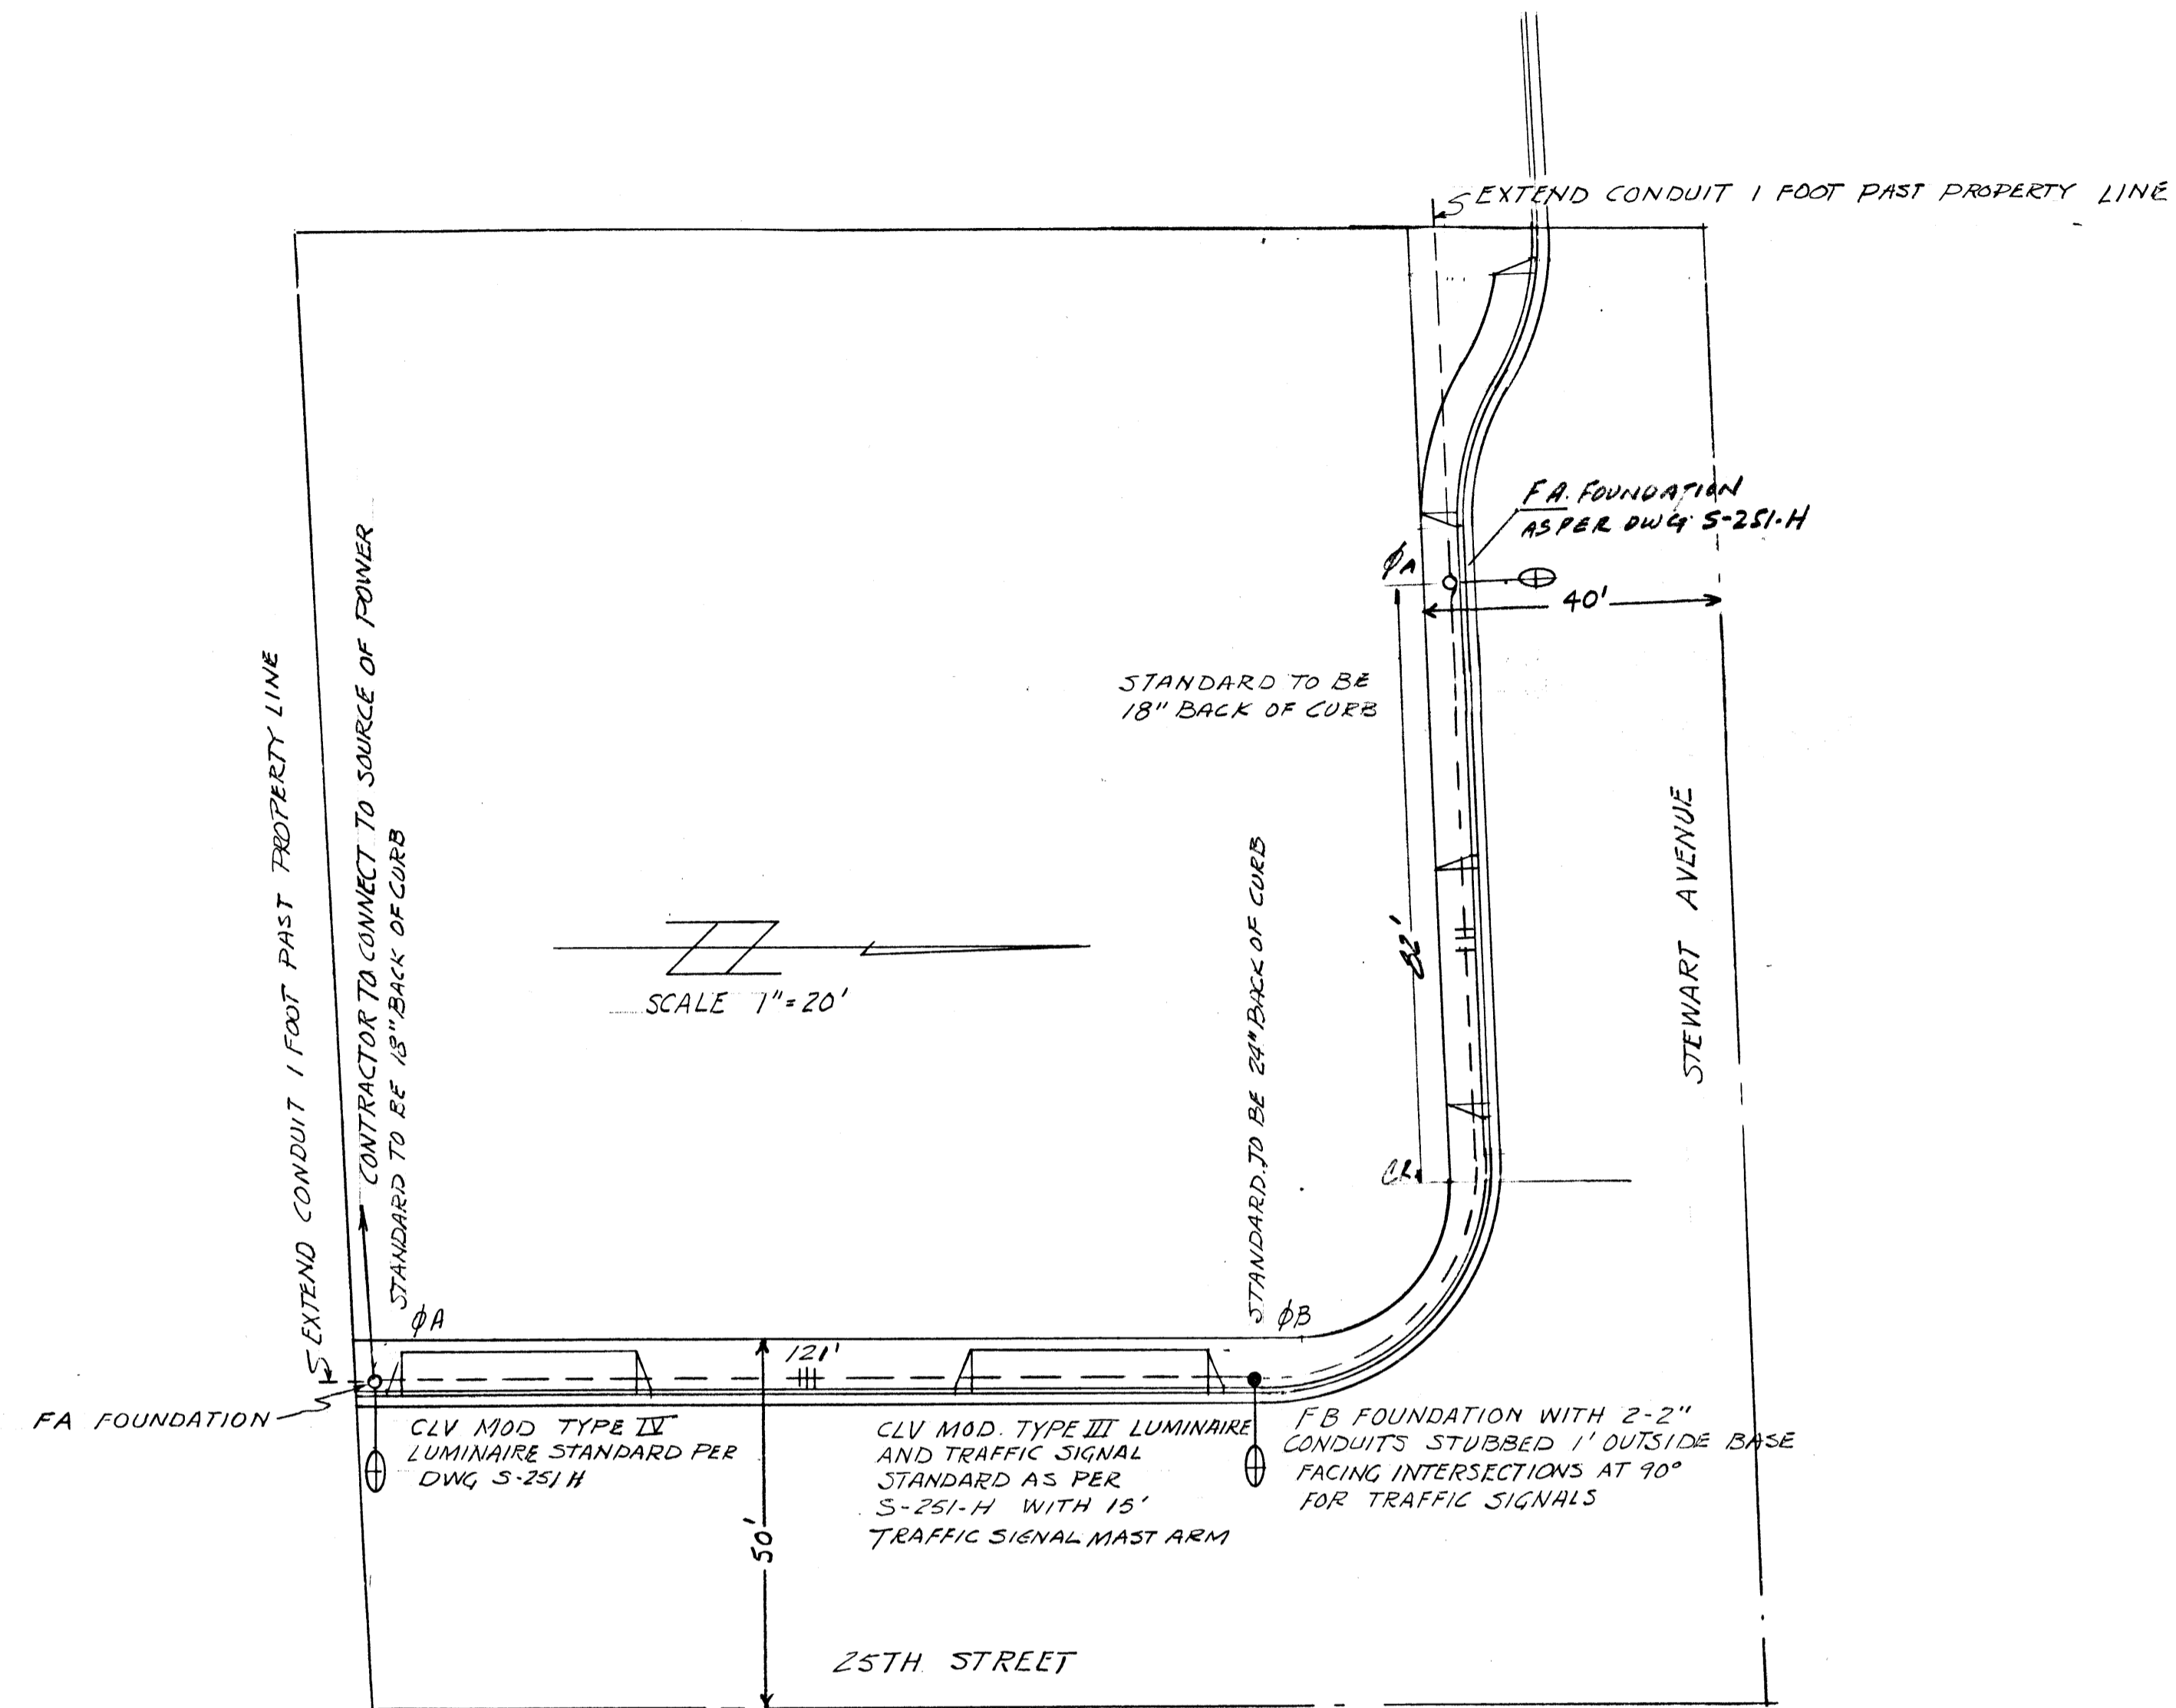 EXTEND CONDUIT 1 FOOT PAST PROPERTY LINE
FA. FOUNDATION
AS PER DWG. S-251-H
ØA
40'
STANDARD TO BE
18" BACK OF CURB
EXTEND CONDUIT 1 FOOT PAST PROPERTY LINE
CONTRACTOR TO CONNECT TO SOURCE OF POWER
STANDARD TO BE 18" BACK OF CURB
SCALE 1"=20'
STANDARD TO BE 24" BACK OF CURB
82'
STEWART AVENUE
ØA
ØB
121'
FA FOUNDATION
CLV MOD TYPE IV
LUMINAIRE STANDARD PER
DWG S-251 H
CLV MOD. TYPE III LUMINAIRE
AND TRAFFIC SIGNAL
STANDARD AS PER
S-251-H WITH 15'
TRAFFIC SIGNAL MAST ARM
FB FOUNDATION WITH 2-2"
CONDUITS STUBBED 1' OUTSIDE BASE
FACING INTERSECTIONS AT 90°
FOR TRAFFIC SIGNALS
50'
25TH. STREET